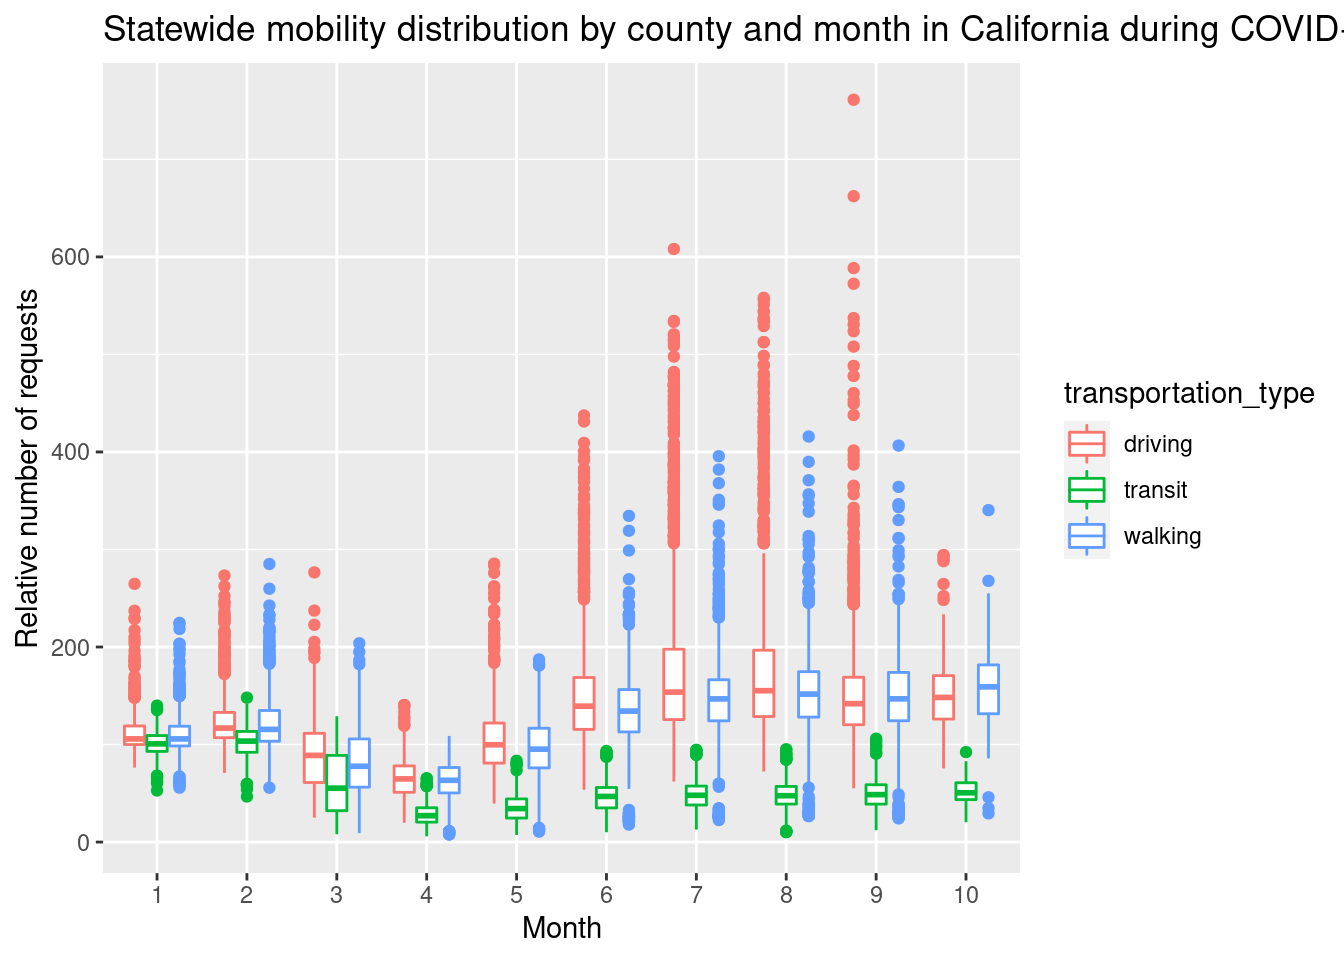 Statewide mobility distribution by county and month in California during COVID-
Relative number of requests
600
400
200
0
1 2 3 4 5 6 7 8 9 10
Month
transportation_type
driving
transit
walking